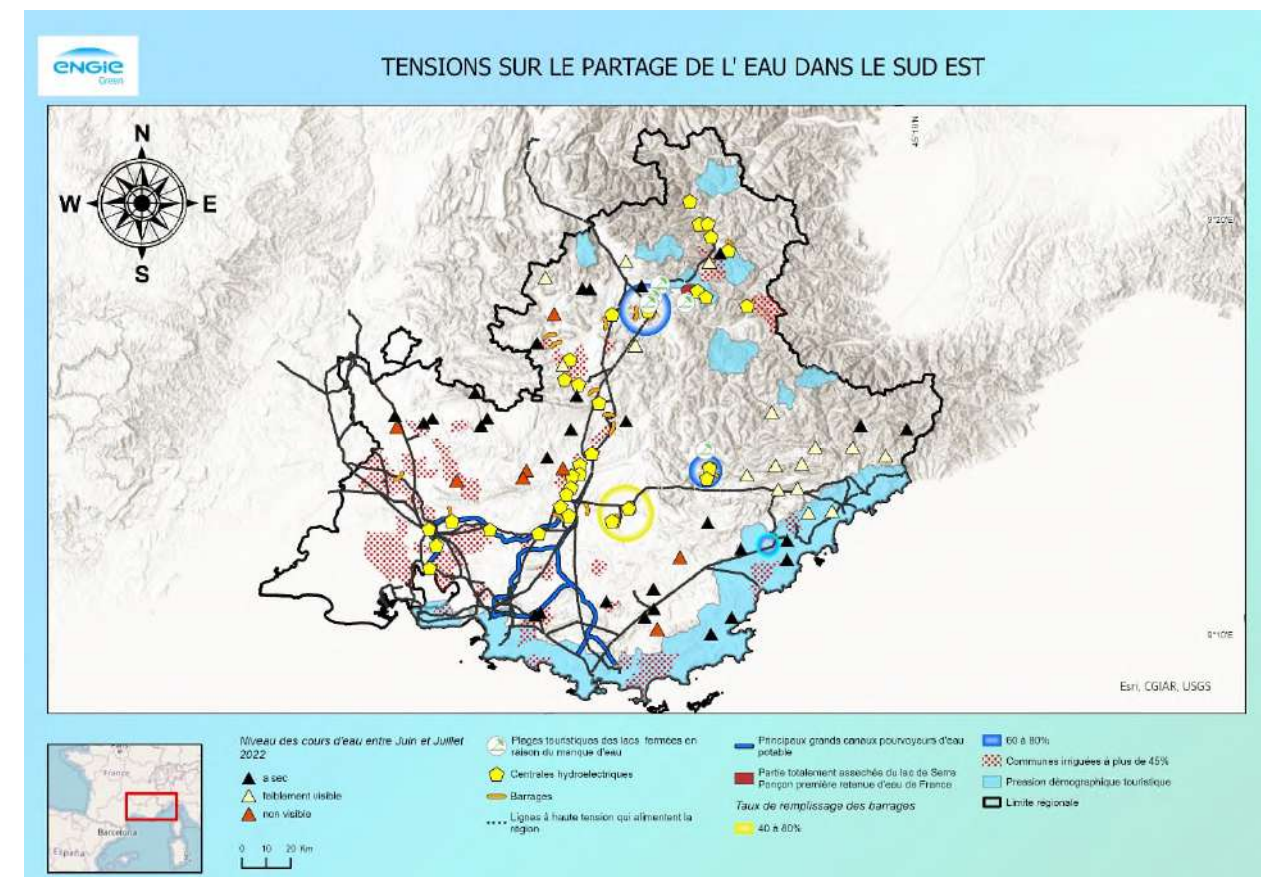 ENGIE
Green
TENSIONS SUR LE PARTAGE DE L' EAU DANS LE SUD EST
N
W
E
S
Esri, CGIAR, USGS
France
Barcelona
España
Niveau des cours d'eau entre Juin et Juillet
2022
a sec
faiblement visible
non visible
0 10 20 Km
Plages touristiques des lacs fermées en
raison du manque d'eau
Centrales hydroelectriques
Barrages
Lignes à haute tension qui alimentent la
région
Principaux grands canaux pourvoyeurs d'eau
potable
Partie totalement assechée du lac de Serre
Ponçon première retenue d'eau de France
Taux de remplissage des barrages
40 à 60%
60 à 80%
Communes irriguées à plus de 45%
Pression démographique touristique
Limite régionale